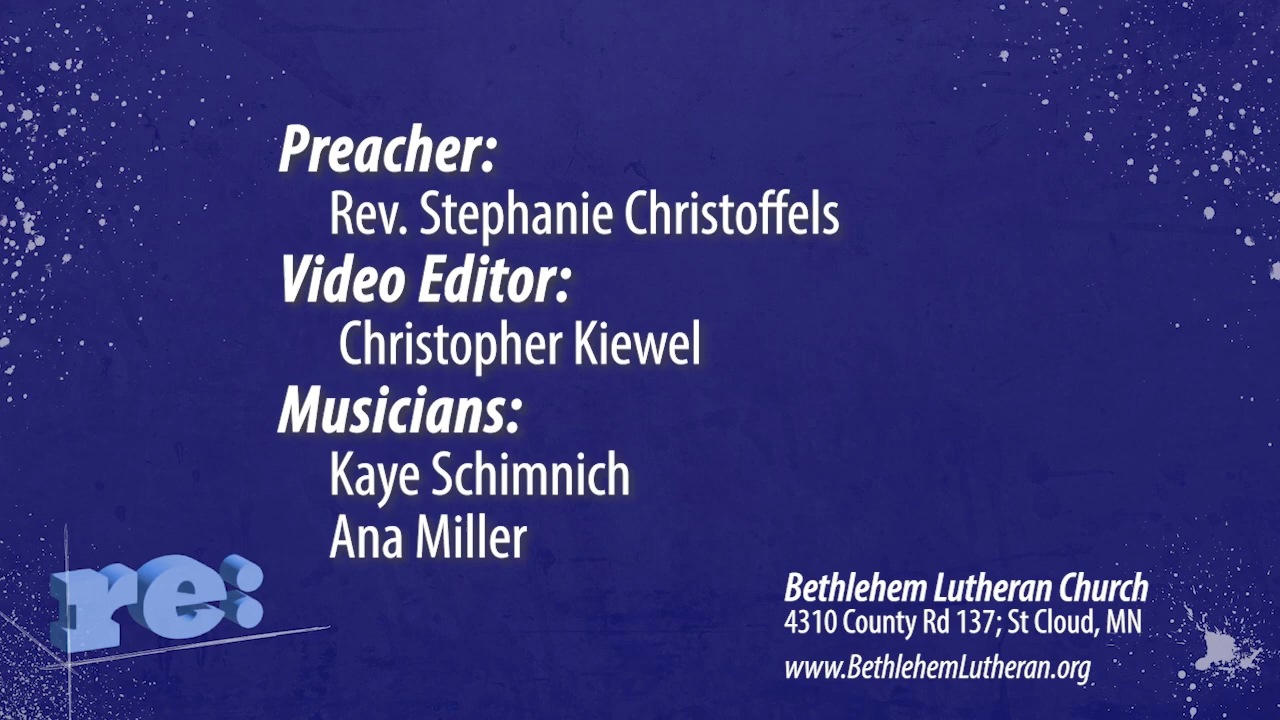 Preacher:
Rev. Stephanie Christoffels
Video Editor:
Christopher Kiewel
Musicians:
Kaye Schimnich
Ana Miller
re:
Bethlehem Lutheran Church
4310 County Rd 137; St Cloud, MN
www.BethlehemLutheran.org